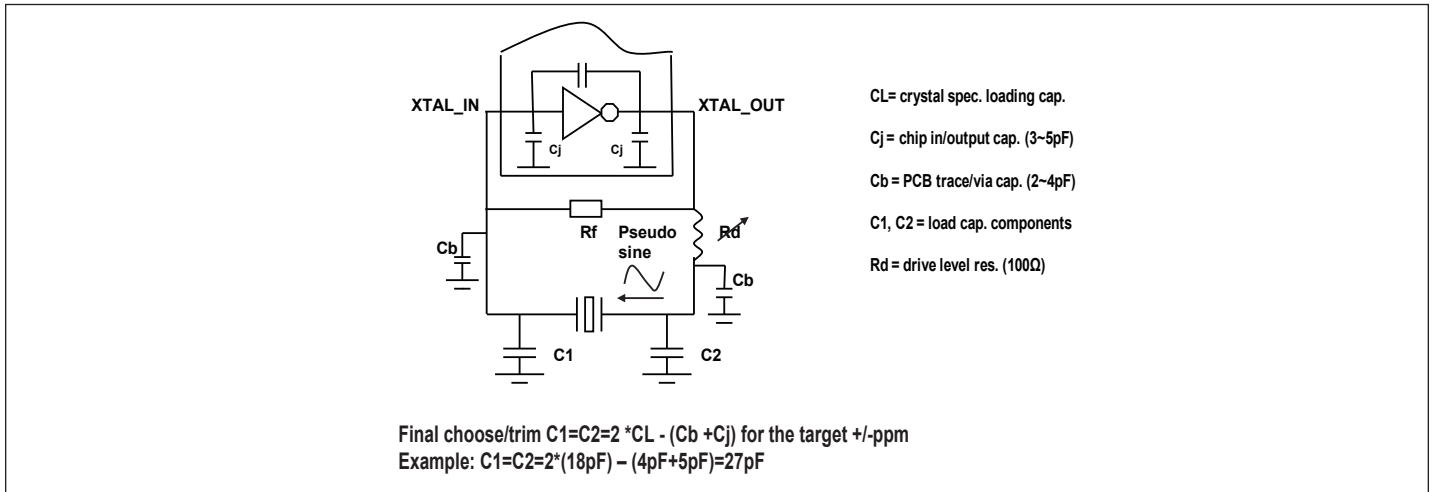 XTAL_IN
XTAL_OUT
Cj
Cj
Rf
Pseudo
sine
Rd
Cb
Cb
C1
C2
CL= crystal spec. loading cap.
Cj = chip in/output cap. (3~5pF)
Cb = PCB trace/via cap. (2~4pF)
C1, C2 = load cap. components
Rd = drive level res. (100Ω)
Final choose/trim C1=C2=2 *CL - (Cb +Cj) for the target +/-ppm
Example: C1=C2=2*(18pF) – (4pF+5pF)=27pF